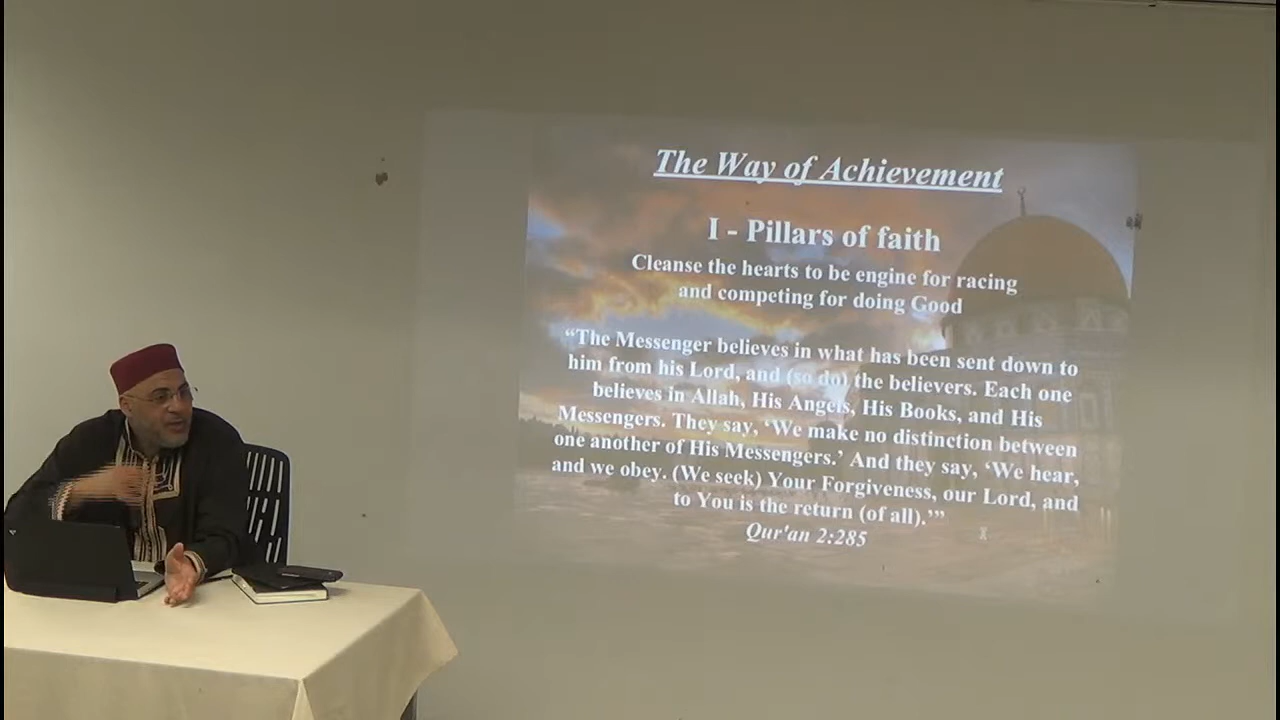 The Way of Achievement
I - Pillars of faith
Cleanse the hearts to be engine for racing
and competing for doing Good
“The Messenger believes in what has been sent down to
him from his Lord, and (so do) the believers. Each one
believes in Allah, His Angels, His Books, and His
Messengers. They say, ‘We make no distinction between
one another of His Messengers.’ And they say, ‘We hear,
and we obey. (We seek) Your Forgiveness, our Lord, and
to You is the return (of all).’”
Qur'an 2:285